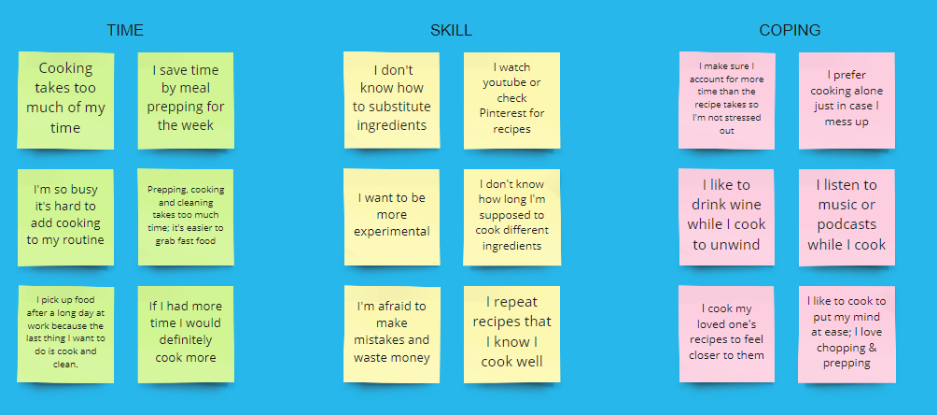 TIME
Cooking
takes too
much of my
time
I save time
by meal
prepping for
the week
I'm so busy
it's hard to
add cooking
to my routine
Prepping, cooking
and cleaning
takes too much
time; it's easier to
grab fast food
I pick up food
after a long day at
work because the
last thing I want to
do is cook and
clean.
If I had more
time I would
definitely
cook more
SKILL
I don't
know how
to substitute
ingredients
I watch
youtube or
check
Pinterest for
recipes
I want to be
more
experimental
I don't know
how long I'm
supposed to
cook different
ingredients
I'm afraid to
make
mistakes and
waste money
I repeat
recipes that
I know I
cook well
COPING
I make sure I
account for more
time than the
recipe takes so
I'm not stressed
out
I prefer
cooking alone
just in case I
mess up
I like to
drink wine
while I cook
to unwind
I listen to
music or
podcasts
while I cook
I cook my
loved one's
recipes to feel
closer to them
I like to cook to
put my mind
at ease; I love
chopping &
prepping